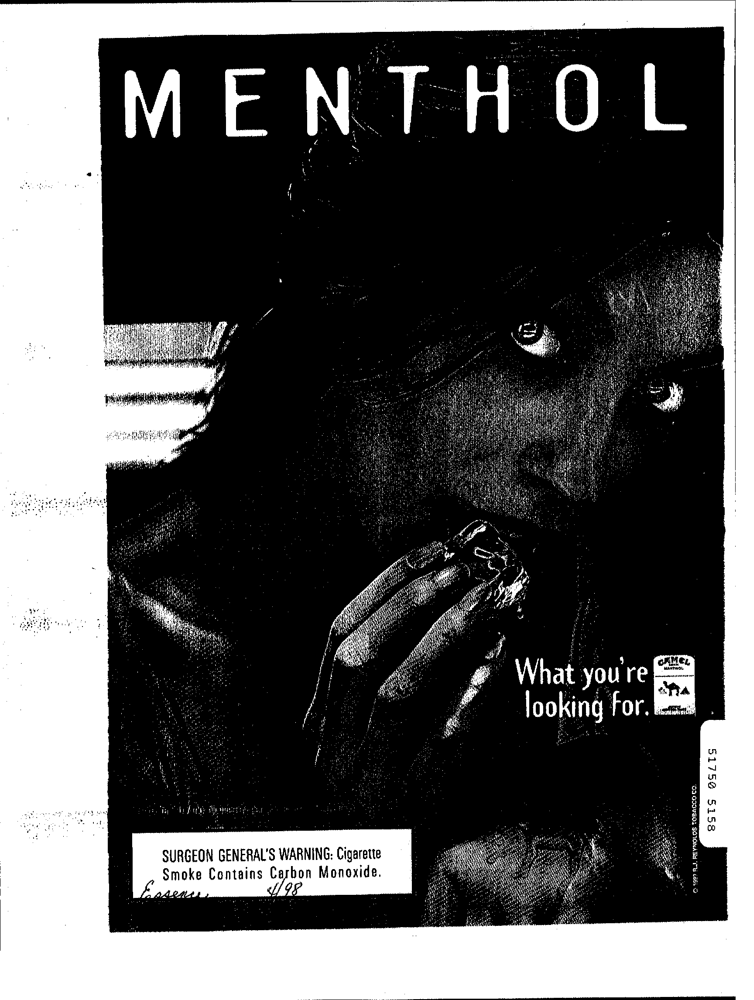 MENTHOL
What you're
looking for.
CAMEL
MENTHOL
51750 5158
© 1997 R.J. REYNOLDS TOBACCO CO.
SURGEON GENERAL'S WARNING: Cigarette
Smoke Contains Carbon Monoxide.
Essence, 4/98